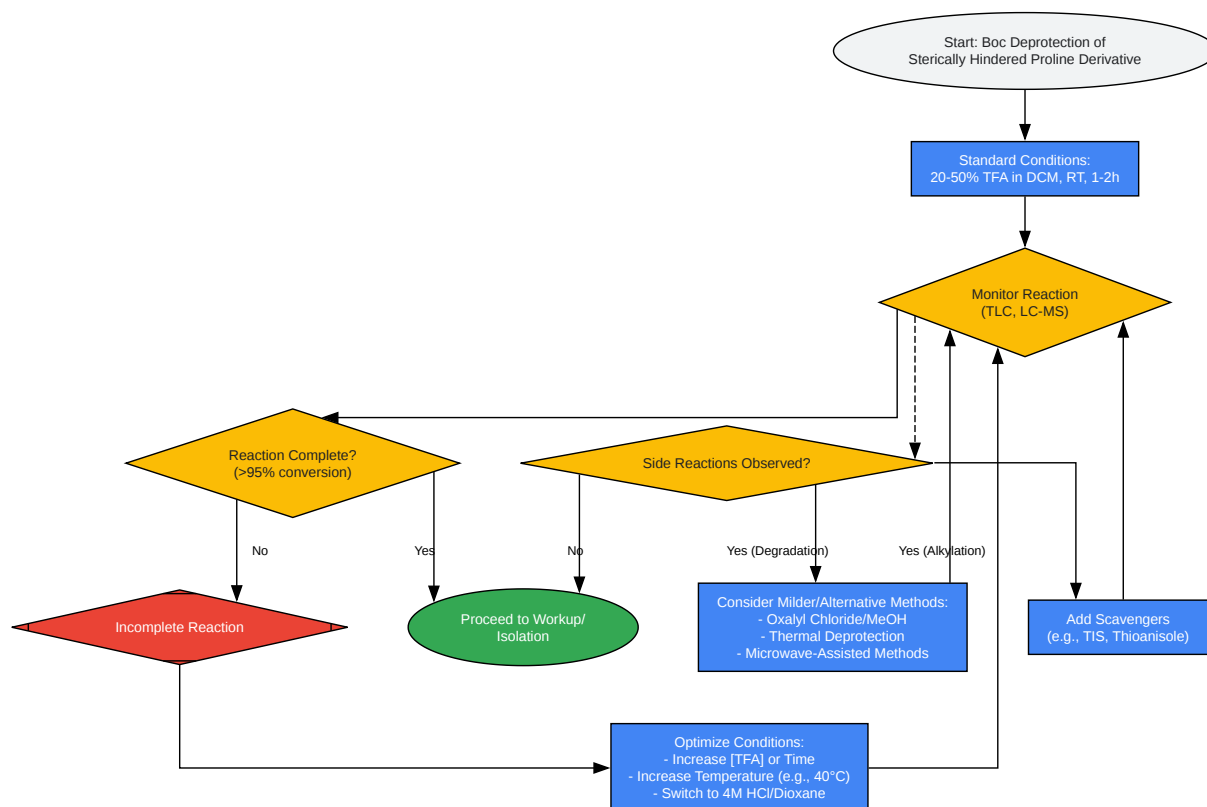 Start: Boc Deprotection of
Sterically Hindered Proline Derivative
Standard Conditions:
20-50% TFA in DCM, RT, 1-2h
Monitor Reaction
(TLC, LC-MS)
Reaction Complete?
(>95% conversion)
Side Reactions Observed?
No
Yes
No
Yes (Degradation)
Yes (Alkylation)
Incomplete Reaction
Proceed to Workup/
Isolation
Consider Milder/Alternative Methods:
- Oxalyl Chloride/MeOH
- Thermal Deprotection
- Microwave-Assisted Methods
Add Scavengers
(e.g., TIS, Thioanisole)
Optimize Conditions:
- Increase [TFA] or Time
- Increase Temperature (e.g., 40°C)
- Switch to 4M HCl/Dioxane